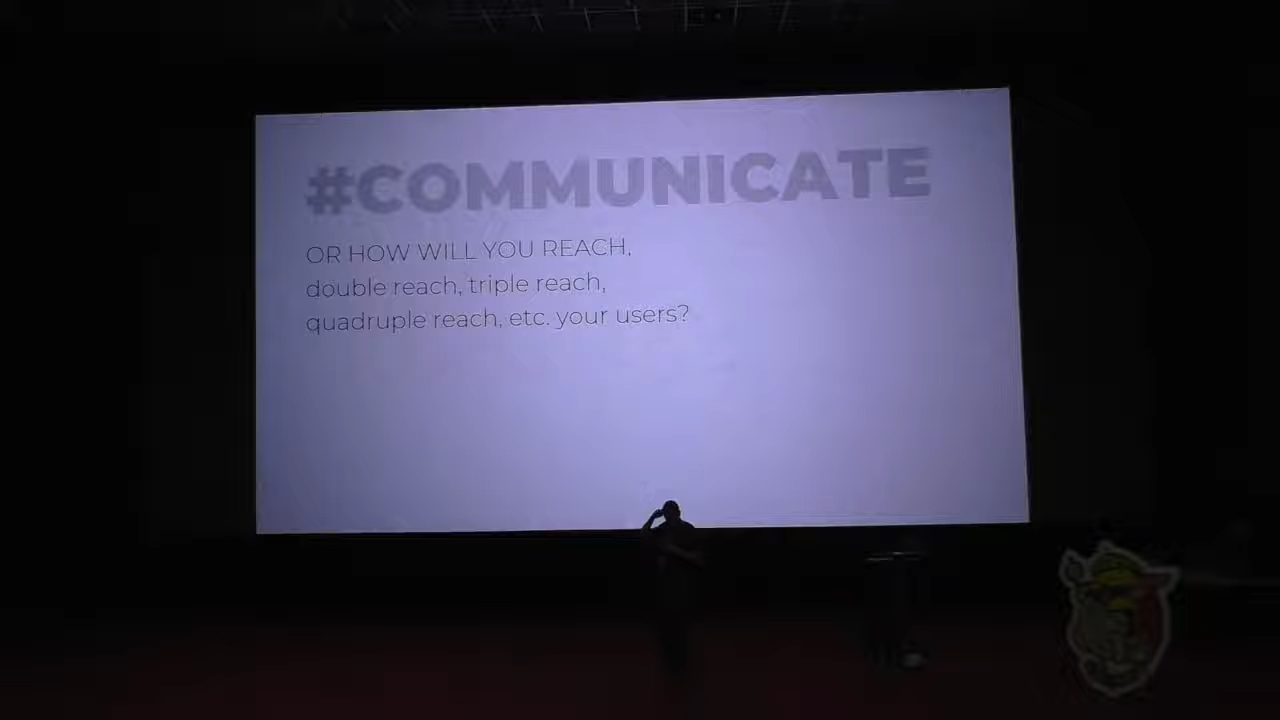 #COMMUNICATE
OR HOW WILL YOU REACH,
double reach, triple reach,
quadruple reach, etc. your users?